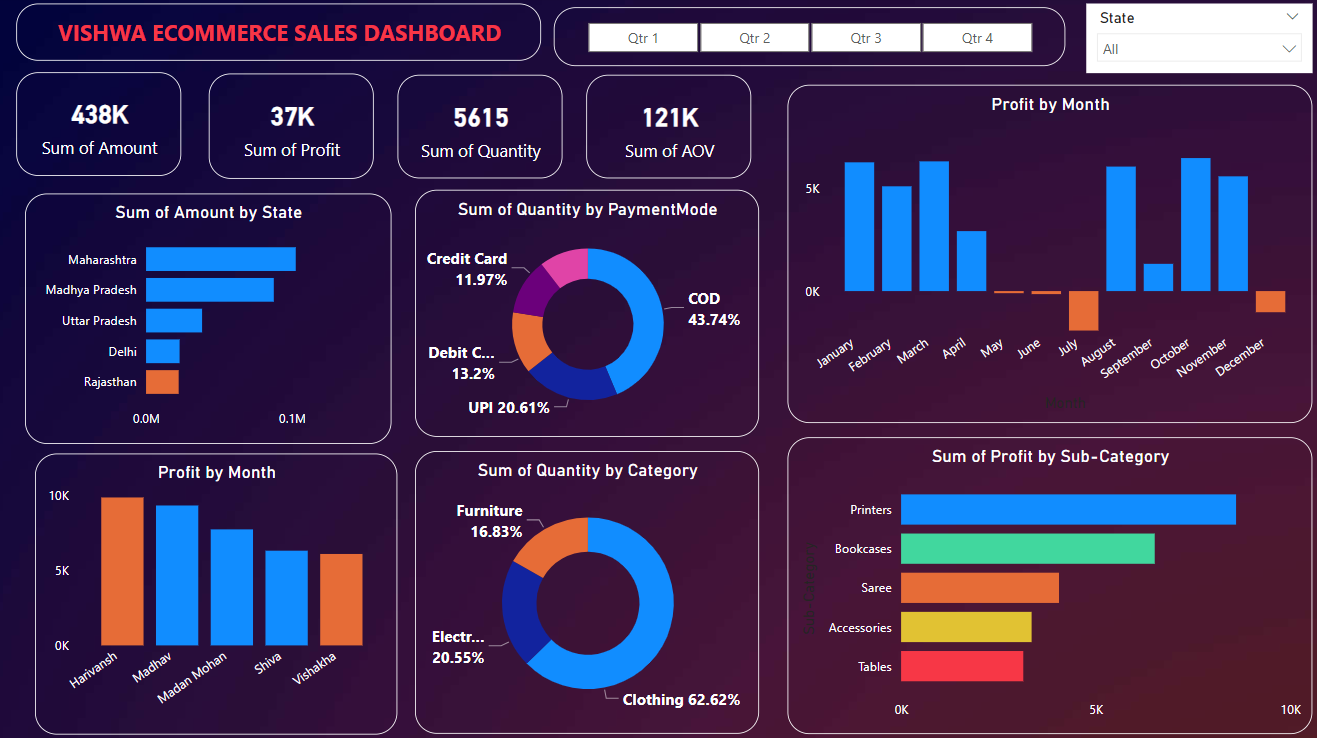 VISHWA ECOMMERCE SALES DASHBOARD
Qtr 1
Qtr 2
Qtr 3
Qtr 4
State
All
438K
Sum of Amount
37K
Sum of Profit
5615
Sum of Quantity
121K
Sum of AOV
Sum of Amount by State
Maharashtra
Madhya Pradesh
Uttar Pradesh
Delhi
Rajasthan
0.0M
0.1M
Sum of Quantity by PaymentMode
Credit Card
11.97%
COD
43.74%
Debit C...
13.2%
UPI 20.61%
Profit by Month
5K
0K
January
February
March
April
May
June
July
August
September
October
November
December
Month
Profit by Month
10K
5K
0K
Harivansh
Madhav
Madan Mohan
Shiva
Vishakha
Sum of Quantity by Category
Furniture
16.83%
Electr...
20.55%
Clothing 62.62%
Sum of Profit by Sub-Category
Sub-Category
Printers
Bookcases
Saree
Accessories
Tables
0K
5K
10K